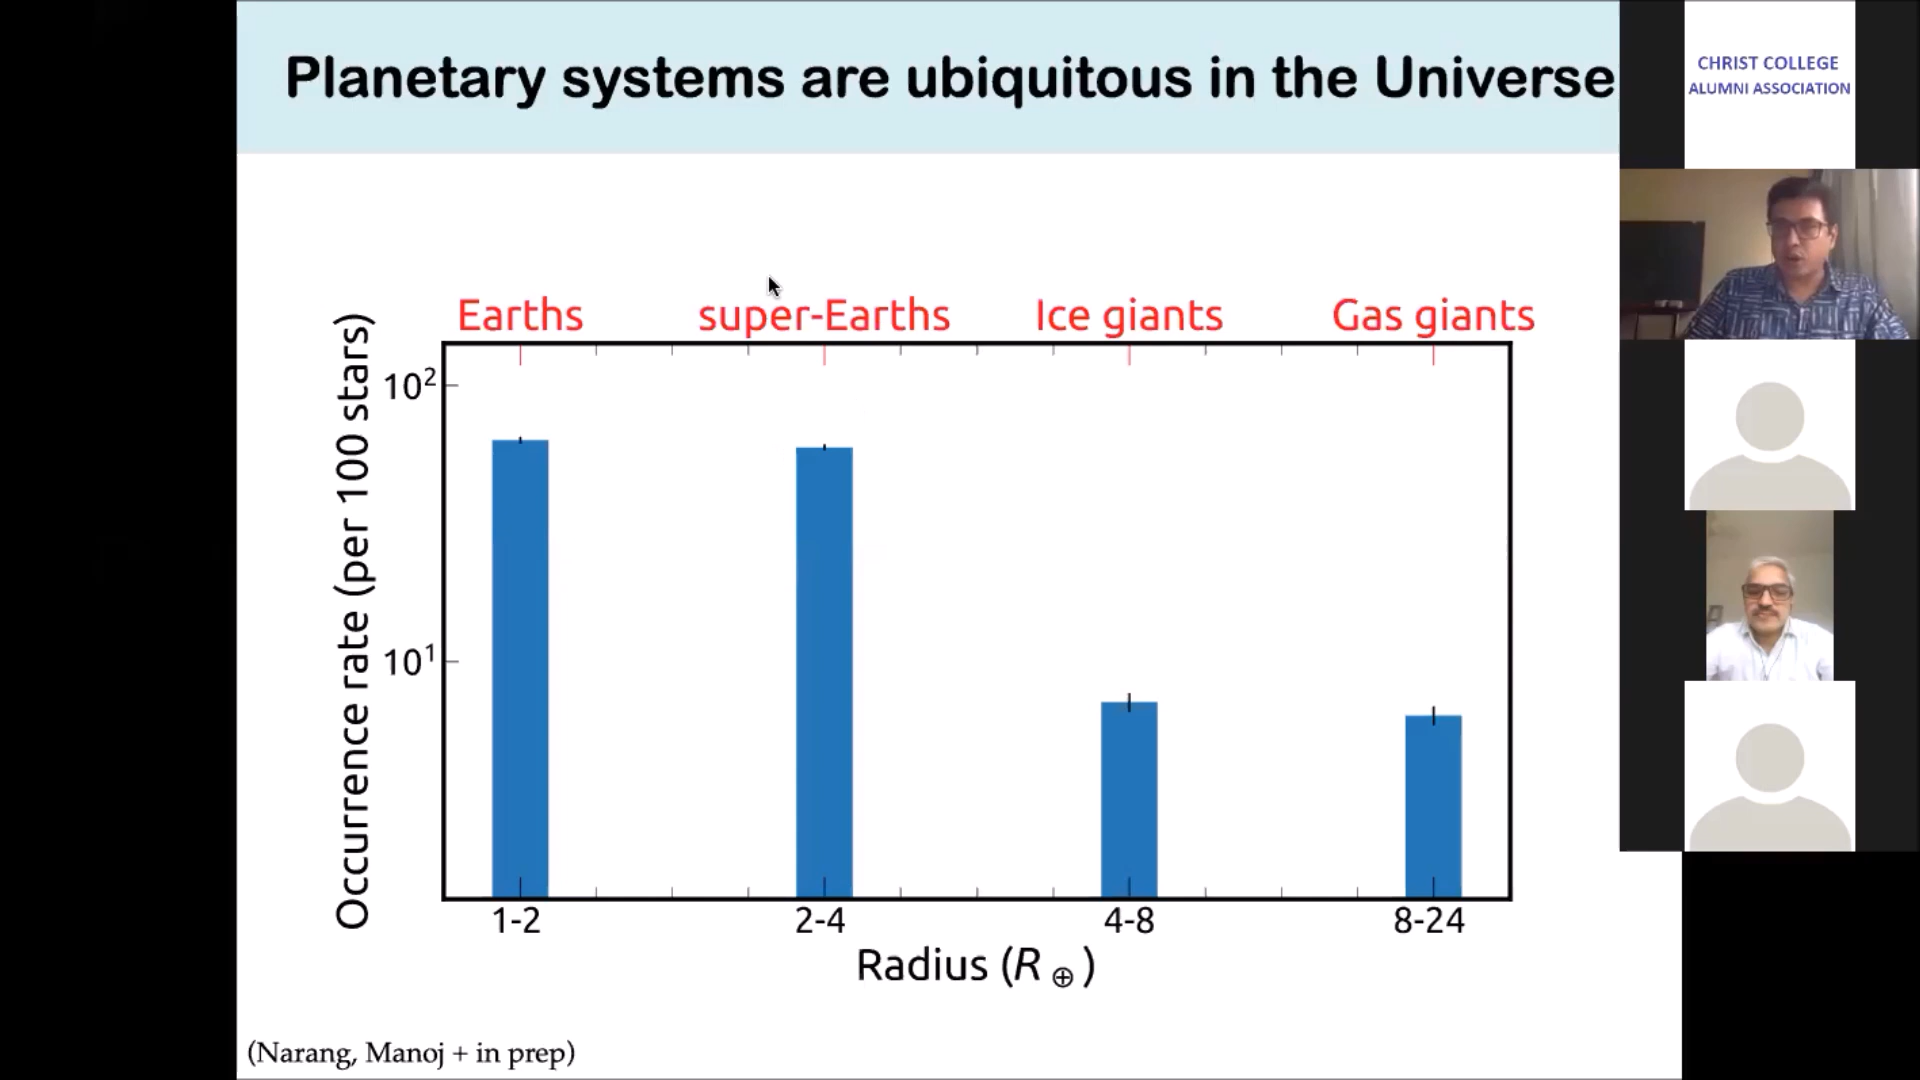 Planetary systems are ubiquitous in the Universe
CHRIST COLLEGE
ALUMNI ASSOCIATION
Earths super-Earths Ice giants Gas giants
Occurrence rate (per 100 stars)
10²
10¹
1-2 2-4 4-8 8-24
Radius (R⊕)
(Narang, Manoj + in prep)